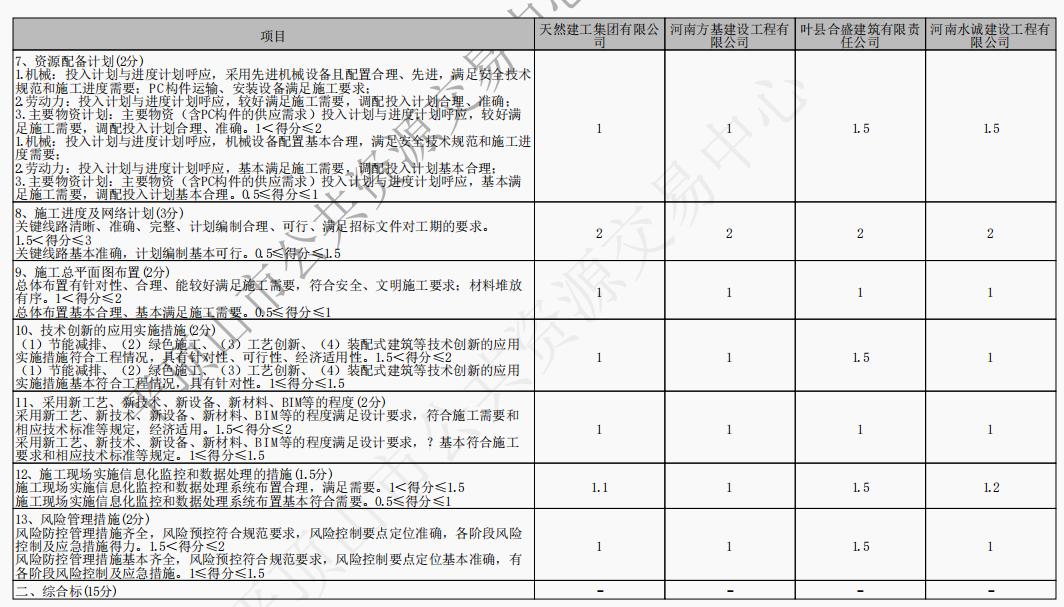 项目
天然建工集团有限公
司
河南方基建设工程有
限公司
叶县合盛建筑有限责
任公司
河南水诚建设工程有
限公司
7、资源配备计划(2分)
1.机械：投入计划与进度计划呼应，采用先进机械设备且配置合理、先进，满足安全技术
规范和施工进度需要；PC构件运输、安装设备满足施工要求；
2.劳动力：投入计划与进度计划呼应，较好满足施工需要，调配投入计划合理、准确；
3.主要物资计划：主要物资（含PC构件的供应需求）投入计划与进度计划呼应，较好满
足施工需要，调配投入计划合理、准确。1＜得分≤2
1.机械：投入计划与进度计划呼应，机械设备配置基本合理，满足安全技术规范和施工进
度需要；
2.劳动力：投入计划与进度计划呼应，基本满足施工需要，调配投入计划基本合理；
3.主要物资计划：主要物资（含PC构件的供应需求）投入计划与进度计划呼应，基本满
足施工需要，调配投入计划基本合理。0.5≤得分≤1
1
1
1.5
1.5
8、施工进度及网络计划(3分)
关键线路清晰、准确、完整、计划编制合理、可行、满足招标文件对工期的要求。
1.5＜得分≤3
关键线路基本准确，计划编制基本可行。0.5≤得分≤1.5
2
2
2
2
9、施工总平面图布置(2分)
总体布置有针对性、合理、能较好满足施工需要，符合安全、文明施工要求；材料堆放
有序。1＜得分≤2
总体布置基本合理、基本满足施工需要。0.5≤得分≤1
1
1
1
1
10、技术创新的应用实施措施(2分)
（1）节能减排、（2）绿色施工、（3）工艺创新、（4）装配式建筑等技术创新的应用
实施措施符合工程情况，具有针对性、可行性、经济适用性。1.5＜得分≤2
（1）节能减排、（2）绿色施工、（3）工艺创新、（4）装配式建筑等技术创新的应用
实施措施基本符合工程情况，具有针对性。1≤得分≤1.5
1
1
1.5
1
11、采用新工艺、新技术、新设备、新材料、BIM等的程度(2分)
采用新工艺、新技术、新设备、新材料、BIM等的程度满足设计要求，符合施工需要和
相应技术标准等规定，经济适用。1.5＜得分≤2
采用新工艺、新技术、新设备、新材料、BIM等的程度满足设计要求，？基本符合施工
要求和相应技术标准等规定。1≤得分≤1.5
1
1
1
1
12、施工现场实施信息化监控和数据处理的措施(1.5分)
施工现场实施信息化监控和数据处理系统布置合理，满足需要。1＜得分≤1.5
施工现场实施信息化监控和数据处理系统布置基本符合需要。0.5≤得分≤1
1.1
1
1.5
1.2
13、风险管理措施(2分)
风险防控管理措施齐全，风险预控符合规范要求，风险控制要点定位准确，各阶段风险
控制及应急措施得力。1.5＜得分≤2
风险防控管理措施基本齐全，风险预控符合规范要求，风险控制要点定位基本准确，有
各阶段风险控制及应急措施。1≤得分≤1.5
1
1
1.5
1
二、综合标(15分)
-
-
-
-
平顶山市公共资源交易中心
平顶山市公共资源交易中心